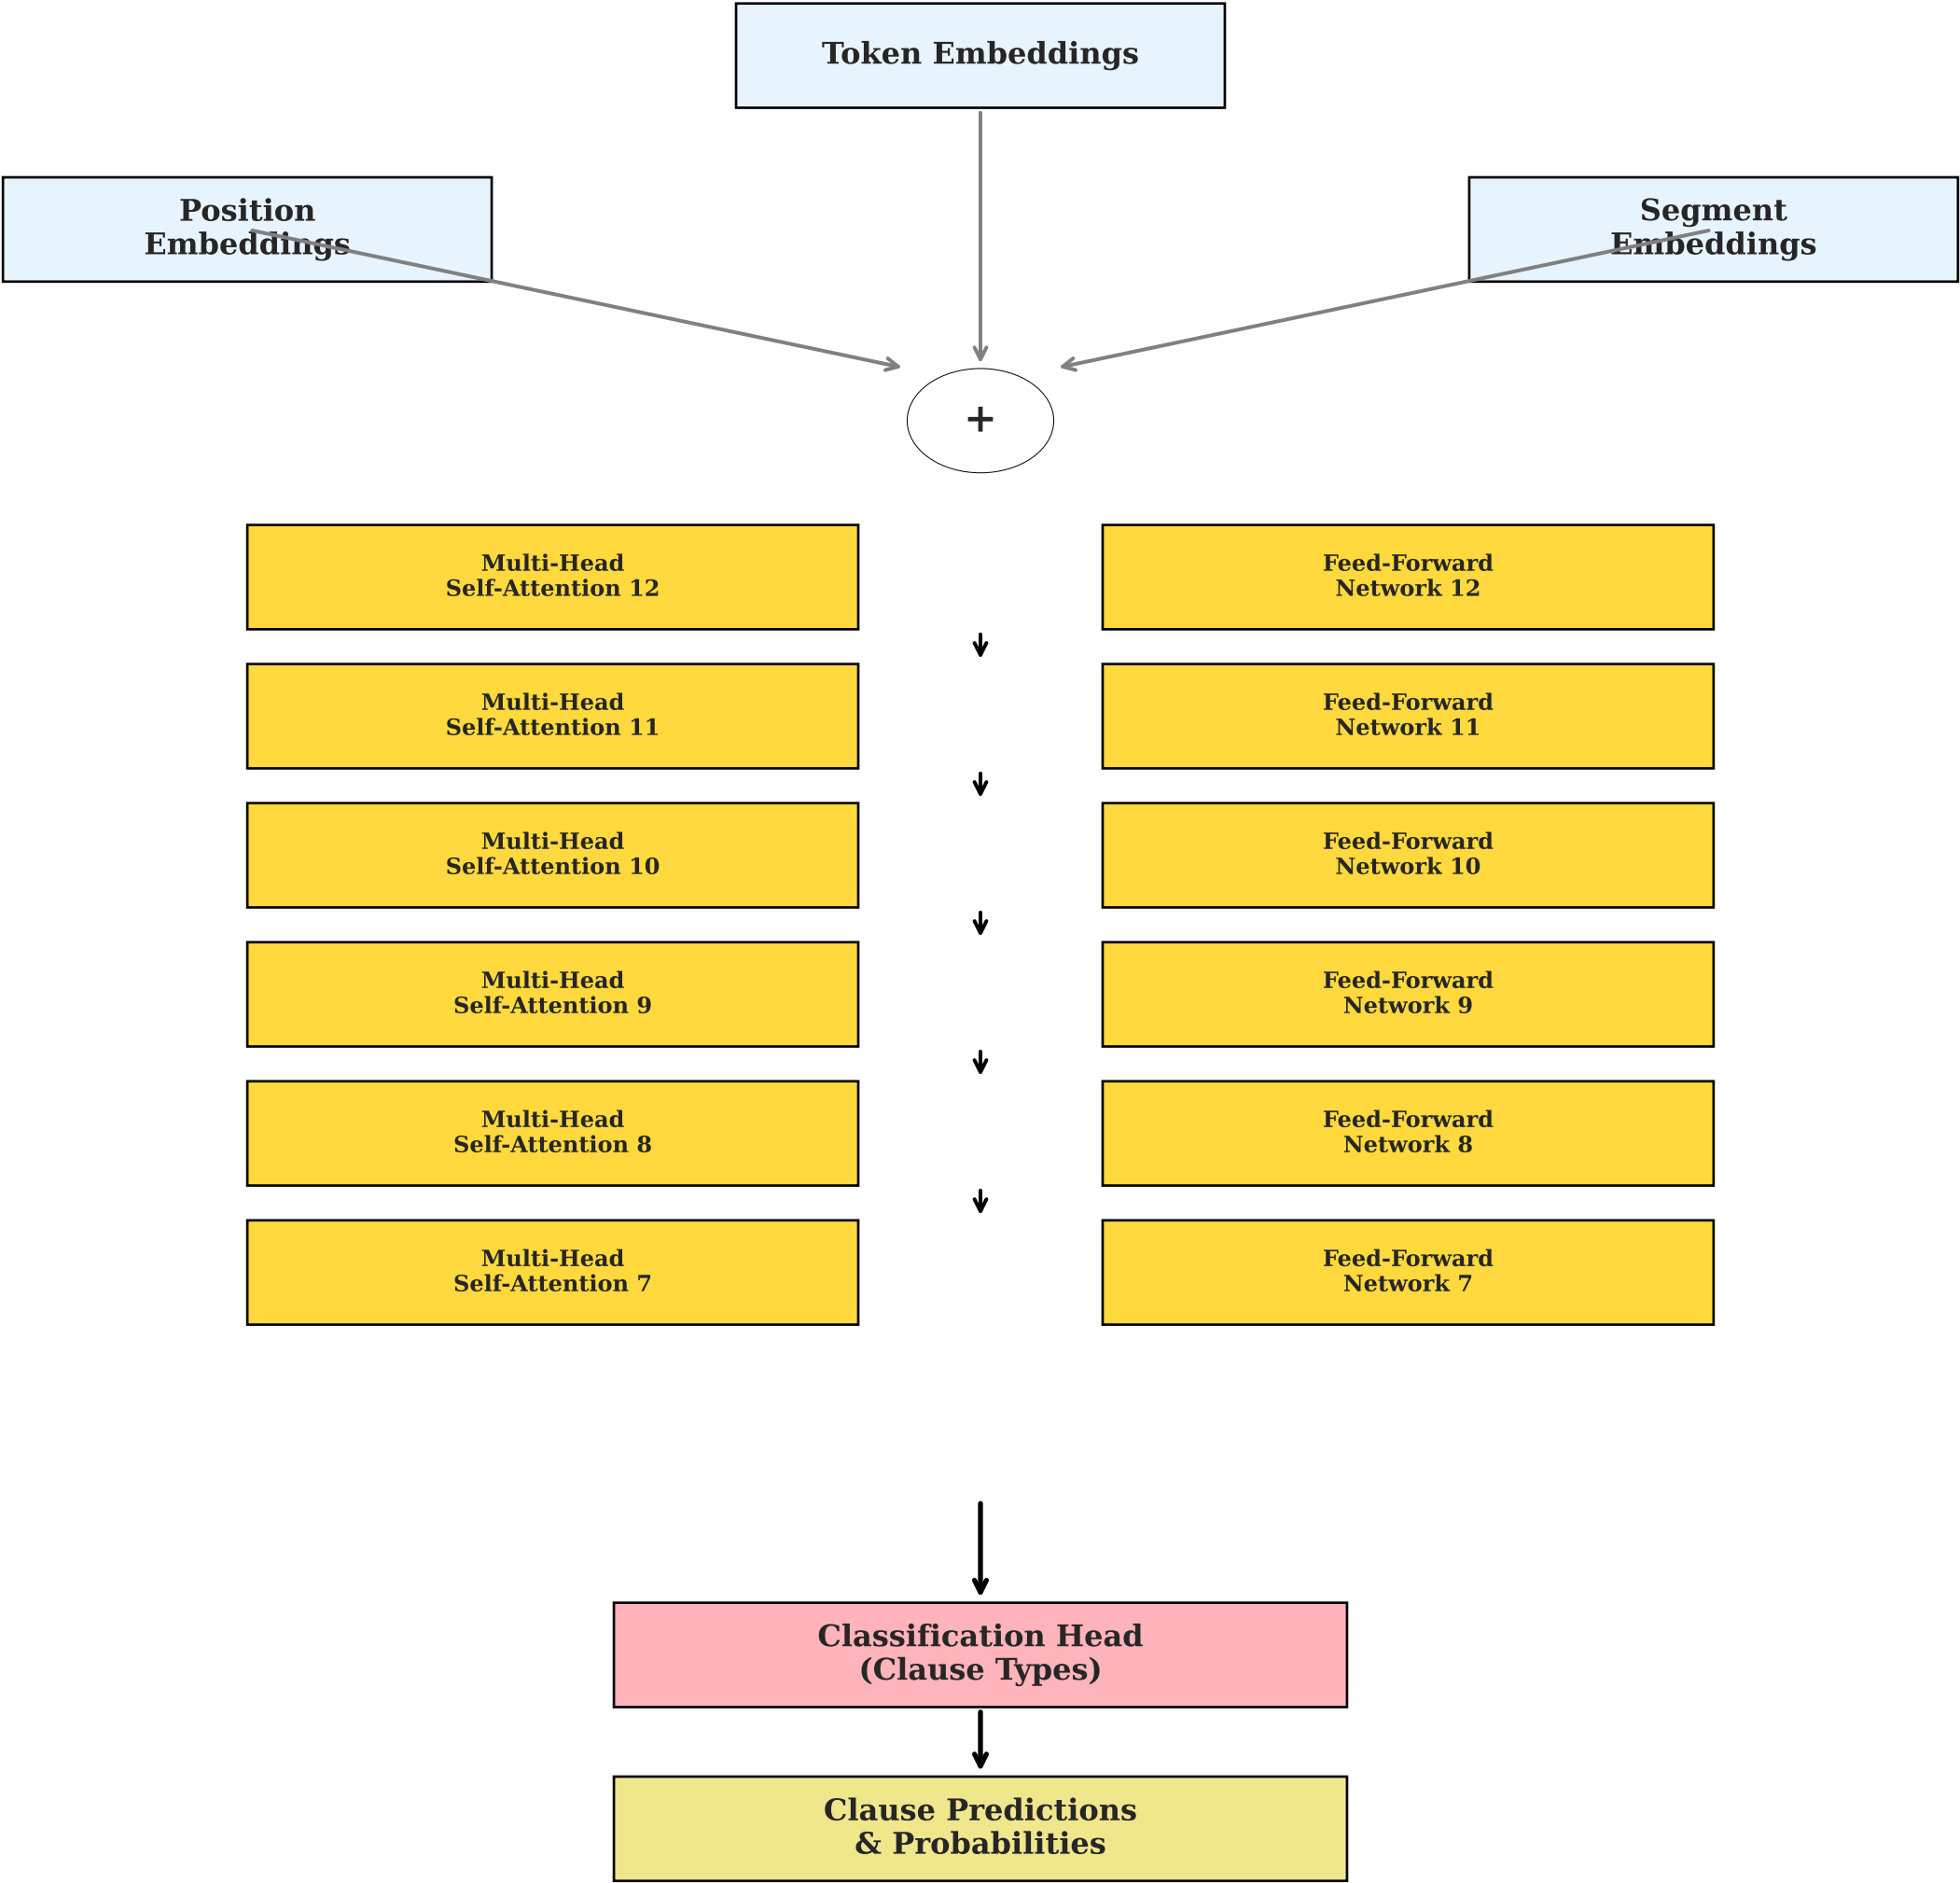 Token Embeddings
Position
Embeddings
Segment
Embeddings
+
Multi-Head
Self-Attention 12
Feed-Forward
Network 12
Multi-Head
Self-Attention 11
Feed-Forward
Network 11
Multi-Head
Self-Attention 10
Feed-Forward
Network 10
Multi-Head
Self-Attention 9
Feed-Forward
Network 9
Multi-Head
Self-Attention 8
Feed-Forward
Network 8
Multi-Head
Self-Attention 7
Feed-Forward
Network 7
Classification Head
(Clause Types)
Clause Predictions
& Probabilities